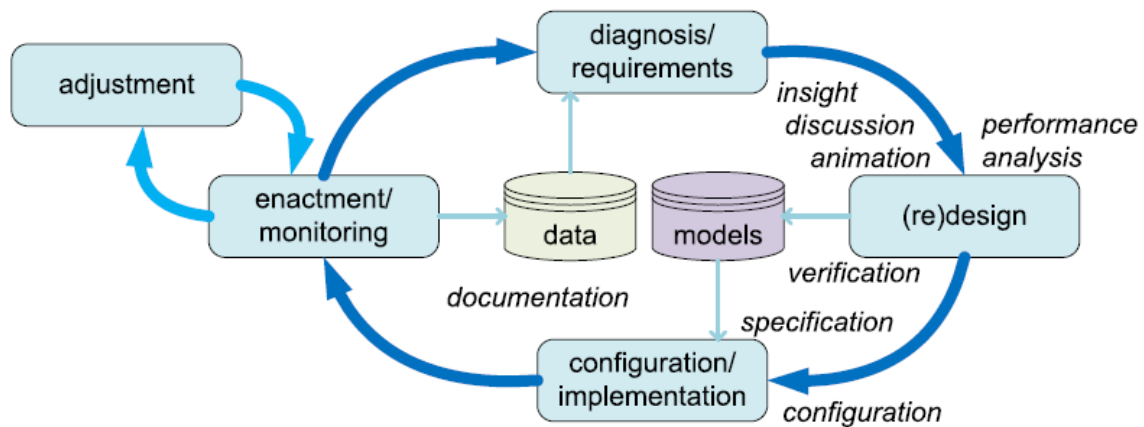 diagnosis/
requirements
adjustment
insight
discussion
animation
performance
analysis
enactment/
monitoring
data
models
(re)design
verification
documentation
specification
configuration/
implementation
configuration